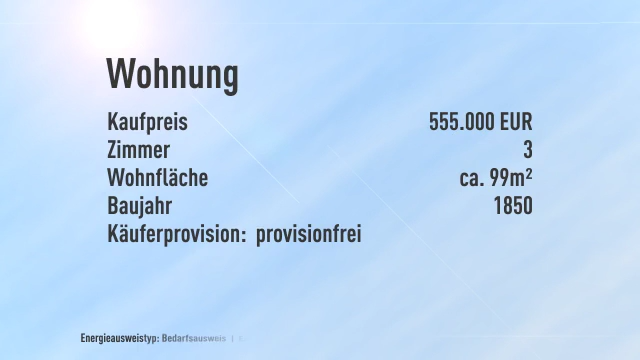 Wohnung
Kaufpreis 555.000 EUR
Zimmer 3
Wohnfläche ca. 99m²
Baujahr 1850
Käuferprovision: provisionfrei
Energieausweistyp: Bedarfsausweis |